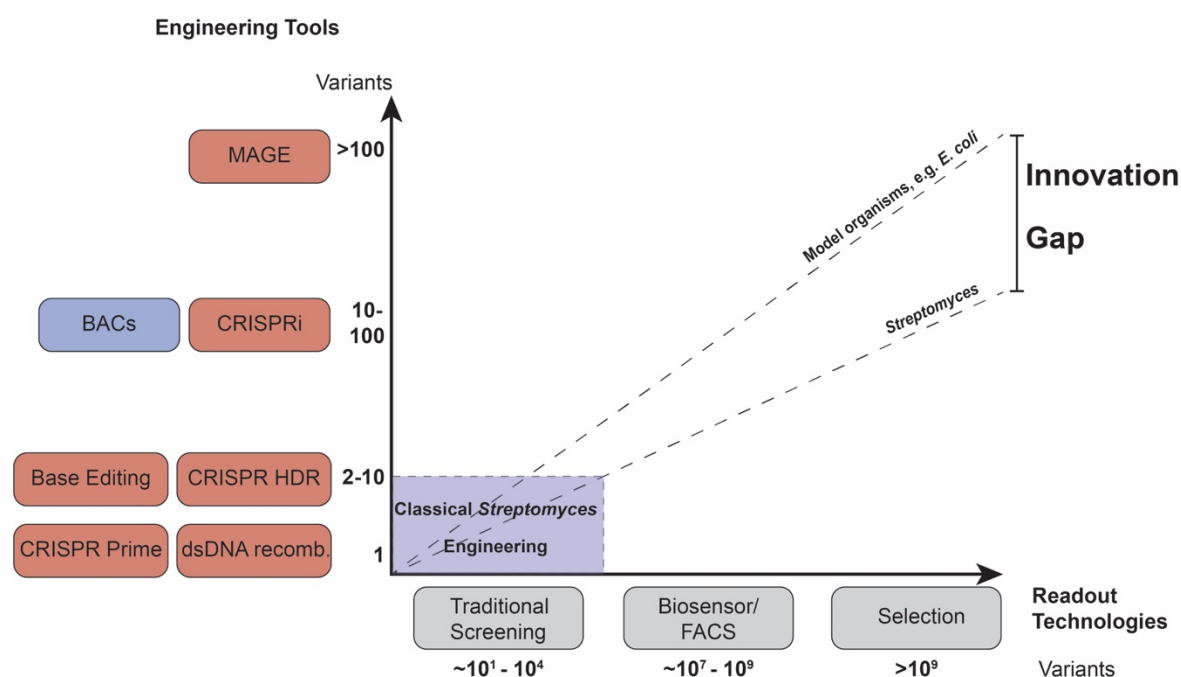 Engineering Tools
Variants
MAGE
>100
Model organisms, e.g. E. coli
Innovation
Gap
Streptomyces
BACs
CRISPRi
10-
100
Base Editing
CRISPR HDR
2-10
Classical Streptomyces
Engineering
CRISPR Prime
dsDNA recomb.
1
Traditional
Screening
Biosensor/
FACS
Selection
Readout
Technologies
~10¹ - 10⁴
~10⁷ - 10⁹
>10⁹
Variants